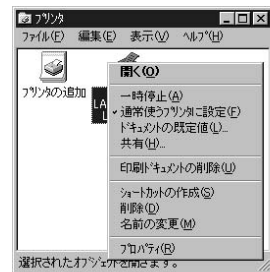 プリンタ
ファイル(F) 編集(E) 表示(V) ヘルプ(H)
プリンタの追加
LA
L
開く(O)
一時停止(A)
通常使うプリンタに設定(F)
ドキュメントの既定値(L)...
共有(H)...
印刷ドキュメントの削除(U)
ショートカットの作成(S)
削除(D)
名前の変更(M)
プロパティ(R)
選択されたオブジェクトを開きます。